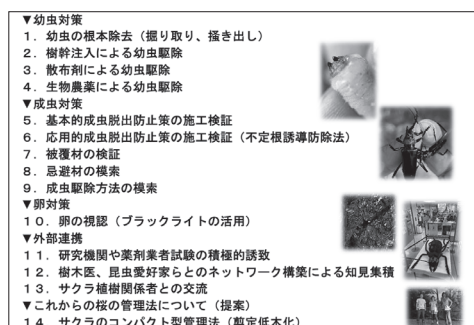 ▼幼虫対策
１．幼虫の根本除去（掘り取り、掻き出し）
２．樹幹注入による幼虫駆除
３．散布剤による幼虫駆除
４．生物農薬による幼虫駆除
▼成虫対策
５．基本的成虫脱出防止策の施工検証
６．応用的成虫脱出防止策の施工検証（不定根誘導防除法）
７．被覆材の検証
８．忌避材の模索
９．成虫駆除方法の模索
▼卵対策
１０．卵の視認（ブラックライトの活用）
▼外部連携
１１．研究機関や薬剤業者試験の積極的誘致
１２．樹木医、昆虫愛好家らとのネットワーク構築による知見集積
１３．サクラ植樹関係者との交流
▼これからの桜の管理法について（提案）
１４．サクラのコンパクト型管理法（剪定低木化）